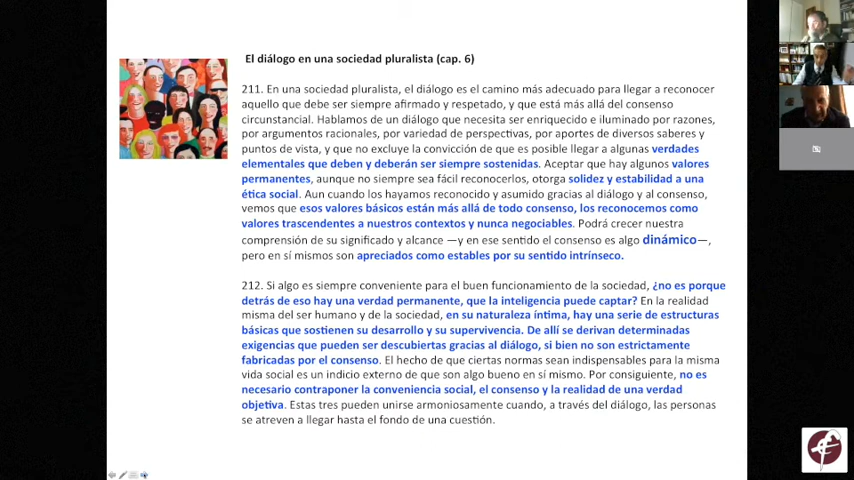 El diálogo en una sociedad pluralista (cap. 6)
211. En una sociedad pluralista, el diálogo es el camino más adecuado para llegar a reconocer
aquello que debe ser siempre afirmado y respetado, y que está más allá del consenso
circunstancial. Hablamos de un diálogo que necesita ser enriquecido e iluminado por razones,
por argumentos racionales, por variedad de perspectivas, por aportes de diversos saberes y
puntos de vista, y que no excluye la convicción de que es posible llegar a algunas verdades
elementales que deben y deberán ser siempre sostenidas. Aceptar que hay algunos valores
permanentes, aunque no siempre sea fácil reconocerlos, otorga solidez y estabilidad a una
ética social. Aun cuando los hayamos reconocido y asumido gracias al diálogo y al consenso,
vemos que esos valores básicos están más allá de todo consenso, los reconocemos como
valores trascendentes a nuestros contextos y nunca negociables. Podrá crecer nuestra
comprensión de su significado y alcance —y en ese sentido el consenso es algo dinámico—,
pero en sí mismos son apreciados como estables por su sentido intrínseco.
212. Si algo es siempre conveniente para el buen funcionamiento de la sociedad, ¿no es porque
detrás de eso hay una verdad permanente, que la inteligencia puede captar? En la realidad
misma del ser humano y de la sociedad, en su naturaleza íntima, hay una serie de estructuras
básicas que sostienen su desarrollo y su supervivencia. De allí se derivan determinadas
exigencias que pueden ser descubiertas gracias al diálogo, si bien no son estrictamente
fabricadas por el consenso. El hecho de que ciertas normas sean indispensables para la misma
vida social es un indicio externo de que son algo bueno en sí mismo. Por consiguiente, no es
necesario contraponer la conveniencia social, el consenso y la realidad de una verdad
objetiva. Estas tres pueden unirse armoniosamente cuando, a través del diálogo, las personas
se atreven a llegar hasta el fondo de una cuestión.